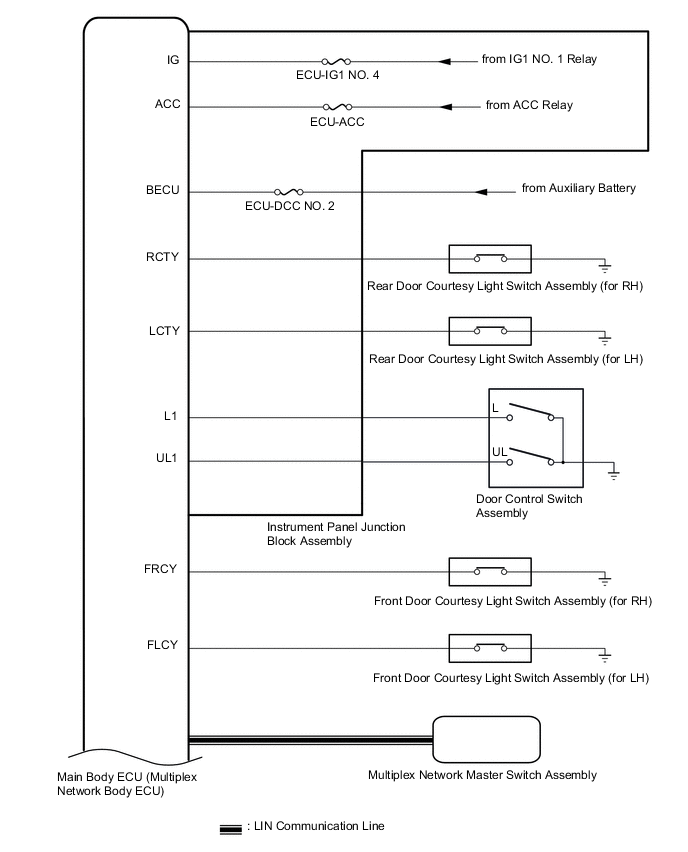 IG
from IG1 NO. 1 Relay
ECU-IG1 NO. 4
ACC
from ACC Relay
ECU-ACC
BECU
from Auxiliary Battery
ECU-DCC NO. 2
RCTY
Rear Door Courtesy Light Switch Assembly (for RH)
LCTY
Rear Door Courtesy Light Switch Assembly (for LH)
L1
L
UL1
UL
Door Control Switch
Assembly
Instrument Panel Junction
Block Assembly
FRCY
Front Door Courtesy Light Switch Assembly (for RH)
FLCY
Front Door Courtesy Light Switch Assembly (for LH)
Main Body ECU (Multiplex
Network Body ECU)
Multiplex Network Master Switch Assembly
: LIN Communication Line